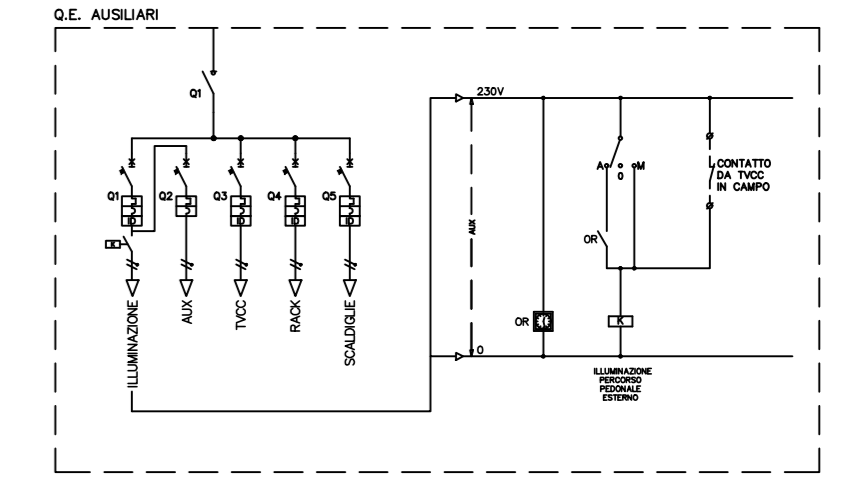 Q.E. AUSILIARI
Q1
230V
Q1
Q2
Q3
Q4
Q5
ID
ID
ID
ID
K
ILLUMINAZIONE
AUX
TVCC
RACK
SCALDIGLIE
AUX
A
0
M
CONTATTO
DA TVCC
IN CAMPO
OR
OR
K
0
ILLUMINAZIONE
PERCORSO
PEDONALE
ESTERNO